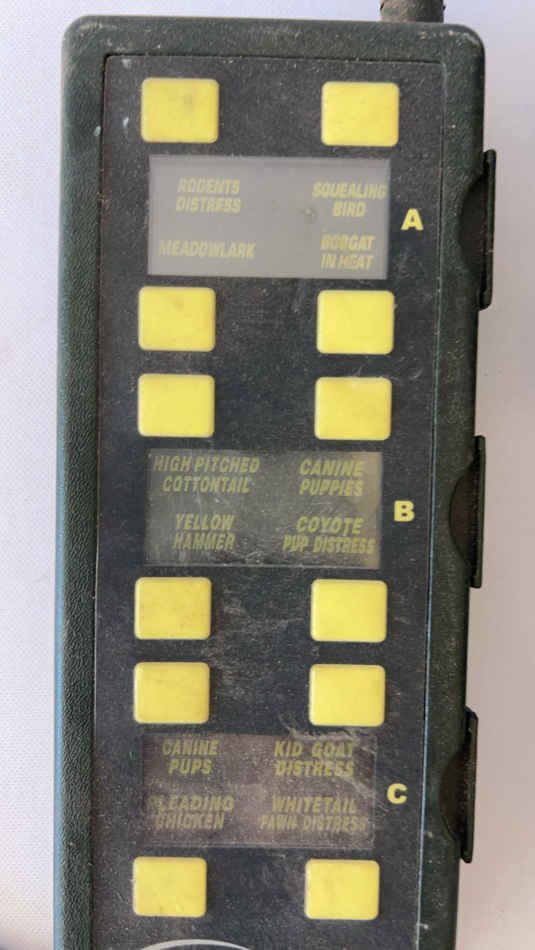 RODENTS
DISTRESS
SQUEALING
BIRD
MEADOWLARK
BOBCAT
IN HEAT
A
HIGH PITCHED
COTTONTAIL
CANINE
PUPPIES
YELLOW
HAMMER
COYOTE
PUP DISTRESS
B
CANINE
PUPS
KID GOAT
DISTRESS
PLEADING
CHICKEN
WHITETAIL
FAWN DISTRESS
C